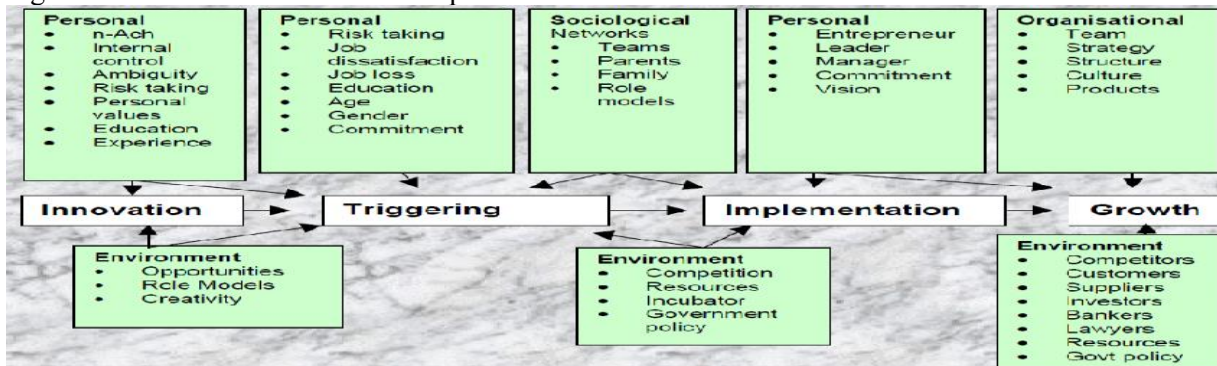 Personal
• n-Ach
• Internal
control
• Ambiguity
• Risk taking
• Personal
values
• Education
• Experience
Personal
• Risk taking
• Job
dissatisfaction
• Job loss
• Education
• Age
• Gender
• Commitment
Sociological
Networks
• Teams
• Parents
• Family
• Role
models
Personal
• Entrepreneur
• Leader
• Manager
• Commitment
• Vision
Organisational
• Team
• Strategy
• Structure
• Culture
• Products
Innovation
Triggering
Implementation
Growth
Environment
• Opportunities
• Role Models
• Creativity
Environment
• Competition
• Resources
• Incubator
• Government
policy
Environment
• Competitors
• Customers
• Suppliers
• Investors
• Bankers
• Lawyers
• Resources
• Govt policy